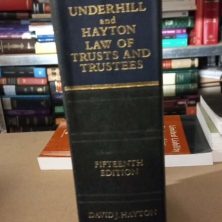 UNDERHILL
and
HAYTON
LAW OF
TRUSTS AND
TRUSTEES
FIFTEENTH
EDITION
DAVID J. HAYTON